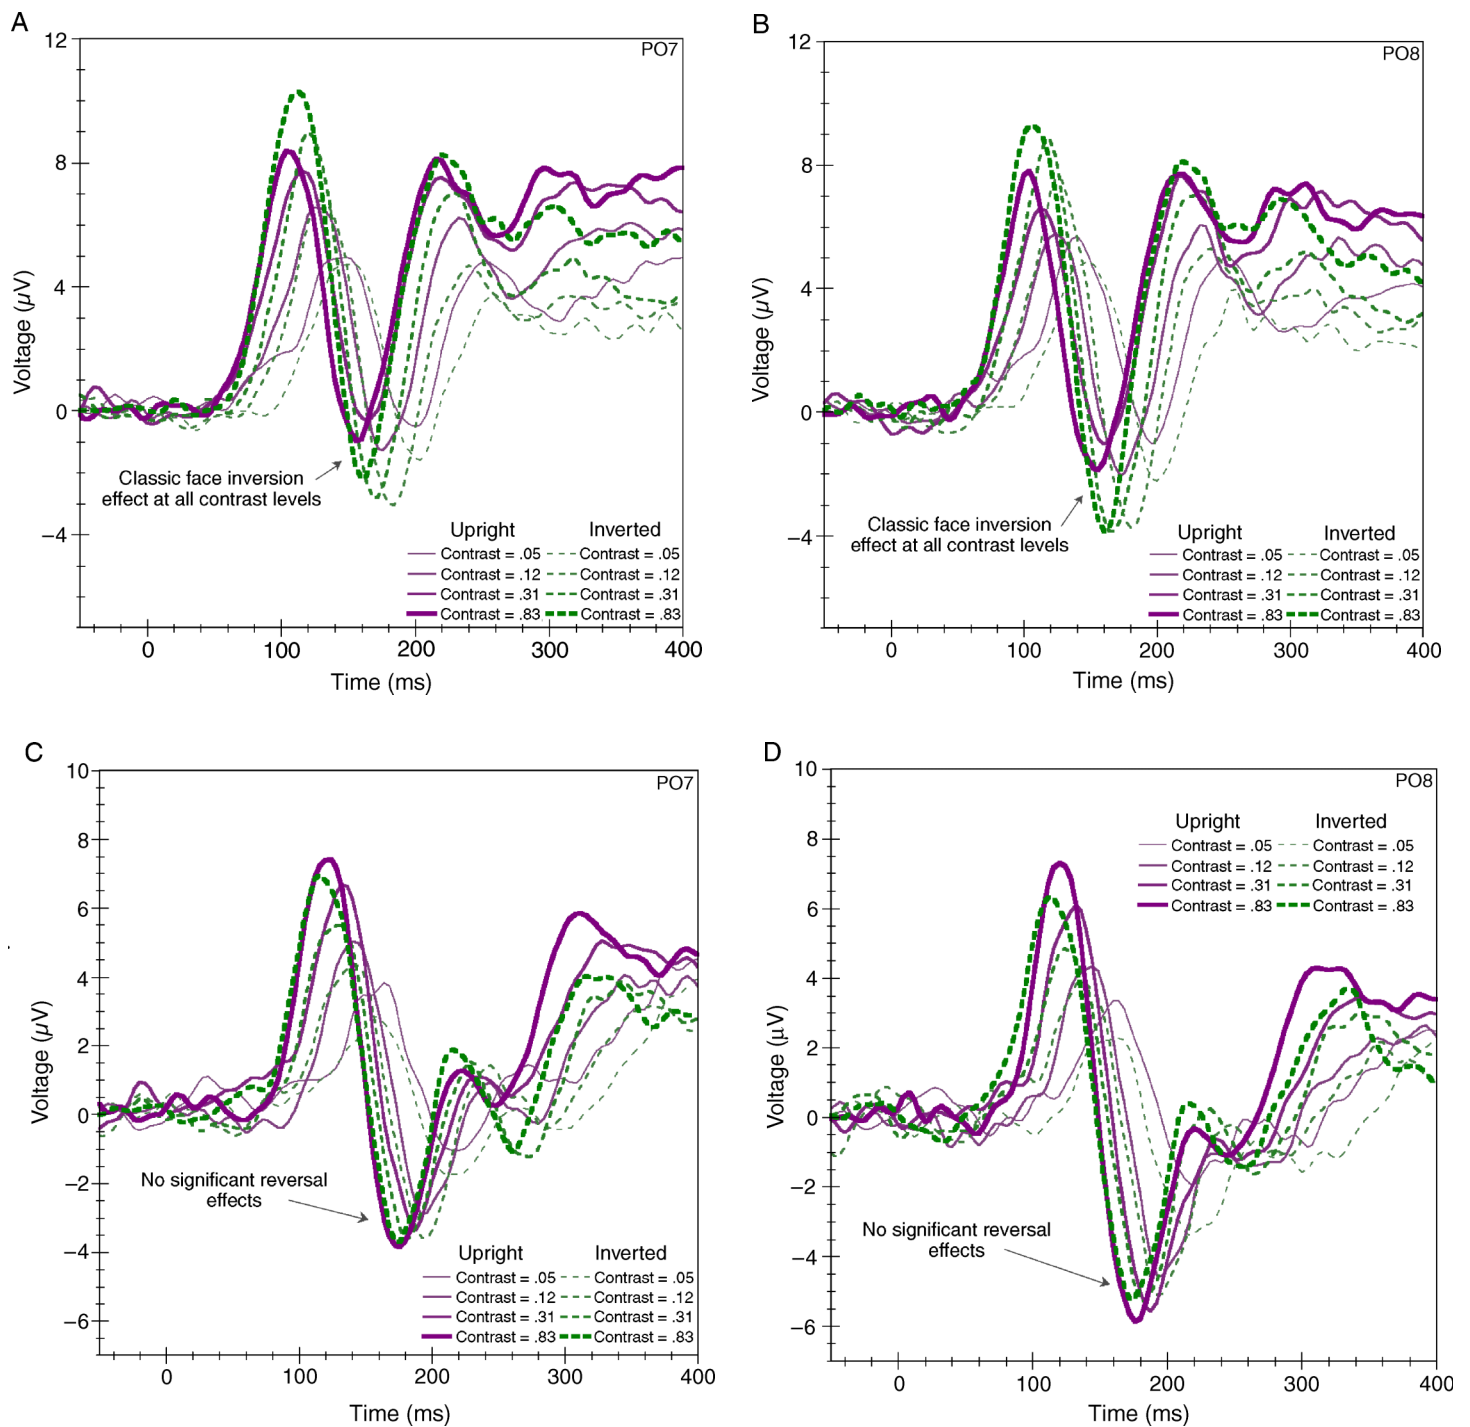 A
PO7
12
8
4
0
−4
Voltage (µV)
Classic face inversion
effect at all contrast levels
Upright Inverted
Contrast = .05 Contrast = .05
Contrast = .12 Contrast = .12
Contrast = .31 Contrast = .31
Contrast = .83 Contrast = .83
0 100 200 300 400
Time (ms)
B
PO8
12
8
4
0
−4
Voltage (µV)
Classic face inversion
effect at all contrast levels
Upright Inverted
Contrast = .05 Contrast = .05
Contrast = .12 Contrast = .12
Contrast = .31 Contrast = .31
Contrast = .83 Contrast = .83
0 100 200 300 400
Time (ms)
C
PO7
10
8
6
4
2
0
−2
−4
−6
Voltage (µV)
No significant reversal
effects
Upright Inverted
Contrast = .05 Contrast = .05
Contrast = .12 Contrast = .12
Contrast = .31 Contrast = .31
Contrast = .83 Contrast = .83
0 100 200 300 400
Time (ms)
D
PO8
10
8
6
4
2
0
−2
−4
−6
Voltage (µV)
Upright Inverted
Contrast = .05 Contrast = .05
Contrast = .12 Contrast = .12
Contrast = .31 Contrast = .31
Contrast = .83 Contrast = .83
No significant reversal
effects
0 100 200 300 400
Time (ms)